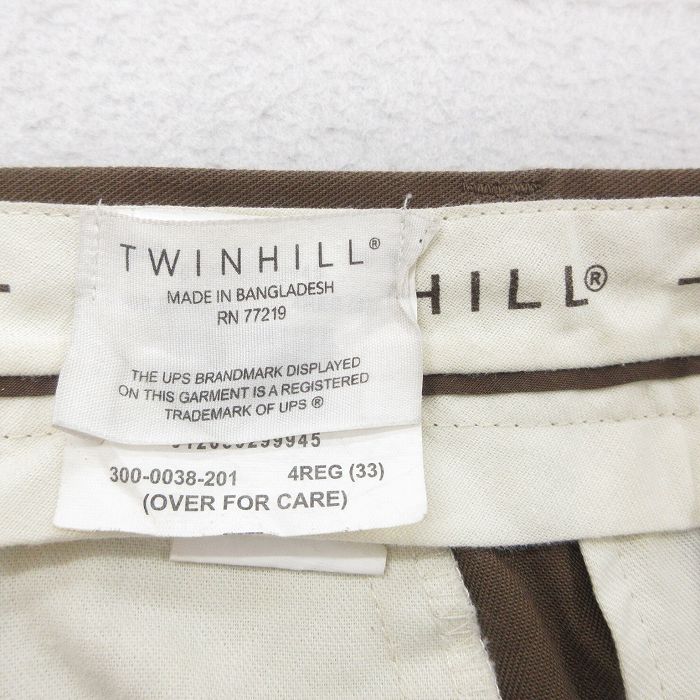 TWINHILL®
MADE IN BANGLADESH
RN 77219
THE UPS BRANDMARK DISPLAYED
ON THIS GARMENT IS A REGISTERED
TRADEMARK OF UPS ®
300-0038-201 4REG (33)
(OVER FOR CARE)
HILL®